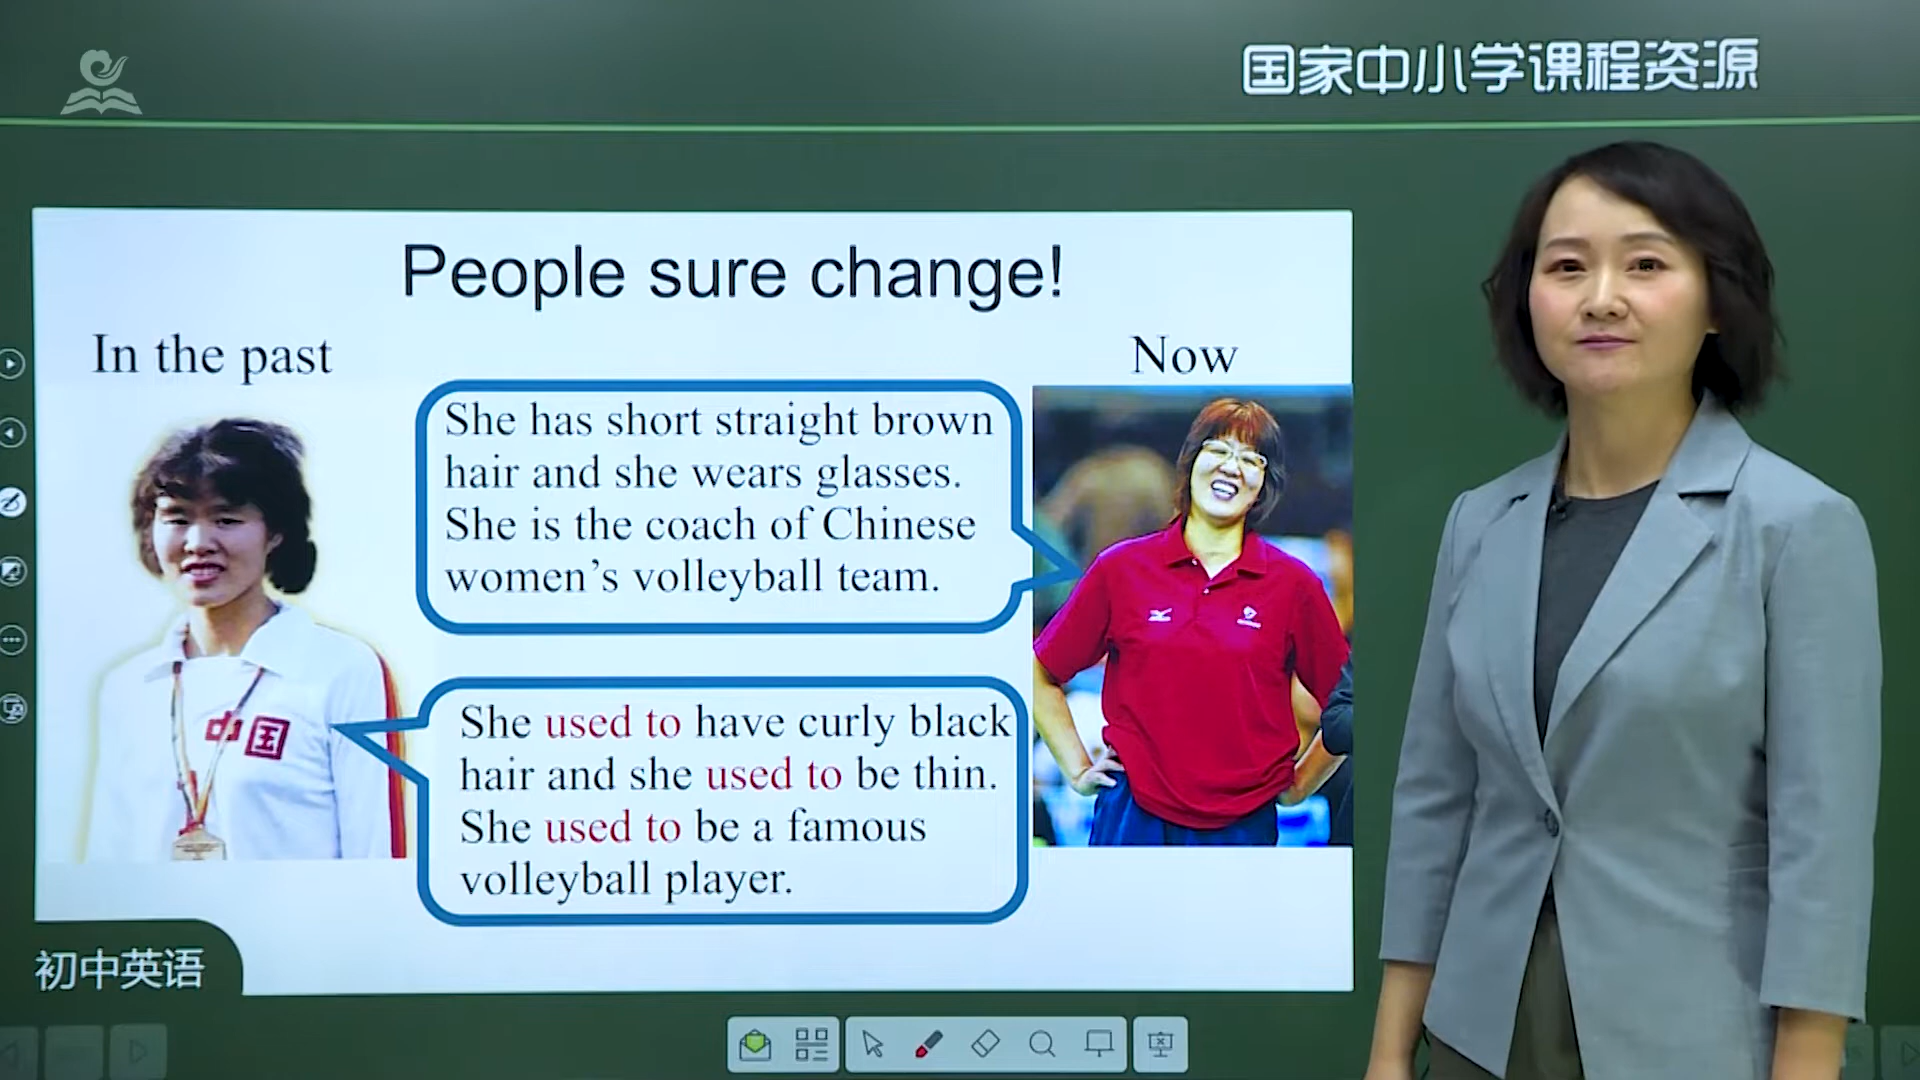 国家中小学课程资源
People sure change!
In the past
Now
She has short straight brown
hair and she wears glasses.
She is the coach of Chinese
women’s volleyball team.
中国
She used to have curly black
hair and she used to be thin.
She used to be a famous
volleyball player.
初中英语